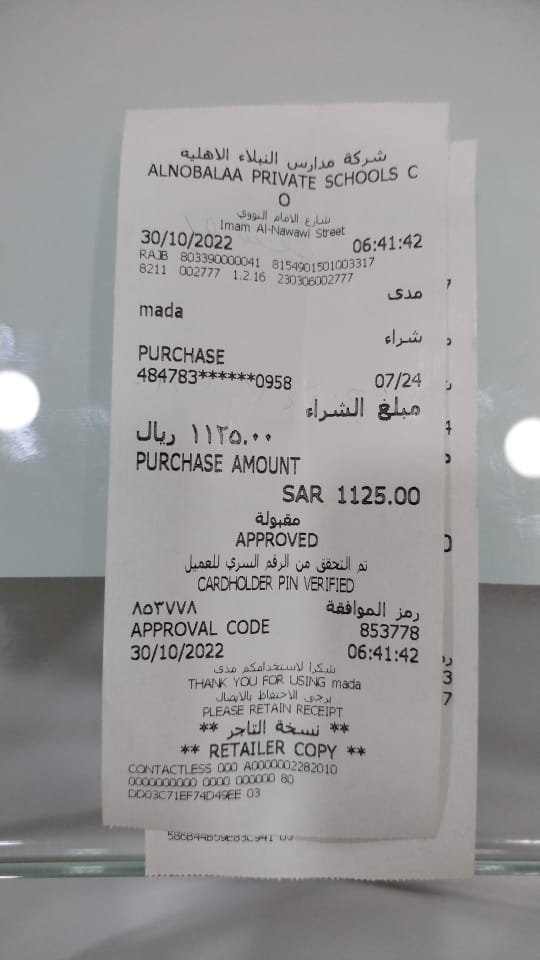 شركة مدارس النبلاء الاهليه
ALNOBALAA PRIVATE SCHOOLS C
O
شارع الامام النووي
Imam Al-Nawawi Street
30/10/2022 06:41:42
RAJB 803390000041 8154901501003317
8211 002777 1.2.16 230306002777
مدى
mada
شراء
PURCHASE
484783******0958 07/24
مبلغ الشراء
١١٢٥.٠٠ ريال
PURCHASE AMOUNT
SAR 1125.00
مقبولة
APPROVED
تم التحقق من الرقم السري للعميل
CARDHOLDER PIN VERIFIED
رمز الموافقة ٨٥٣٧٧٨
APPROVAL CODE 853778
30/10/2022 06:41:42
شكرا لاستخدامكم مدى
THANK YOU FOR USING mada
يرجى الاحتفاظ بالايصال
PLEASE RETAIN RECEIPT
** نسخة التاجر **
** RETAILER COPY **
CONTACTLESS 000 A0000002282010
0000000000 0000 000000 80
DD03C71EF74D49EE 03